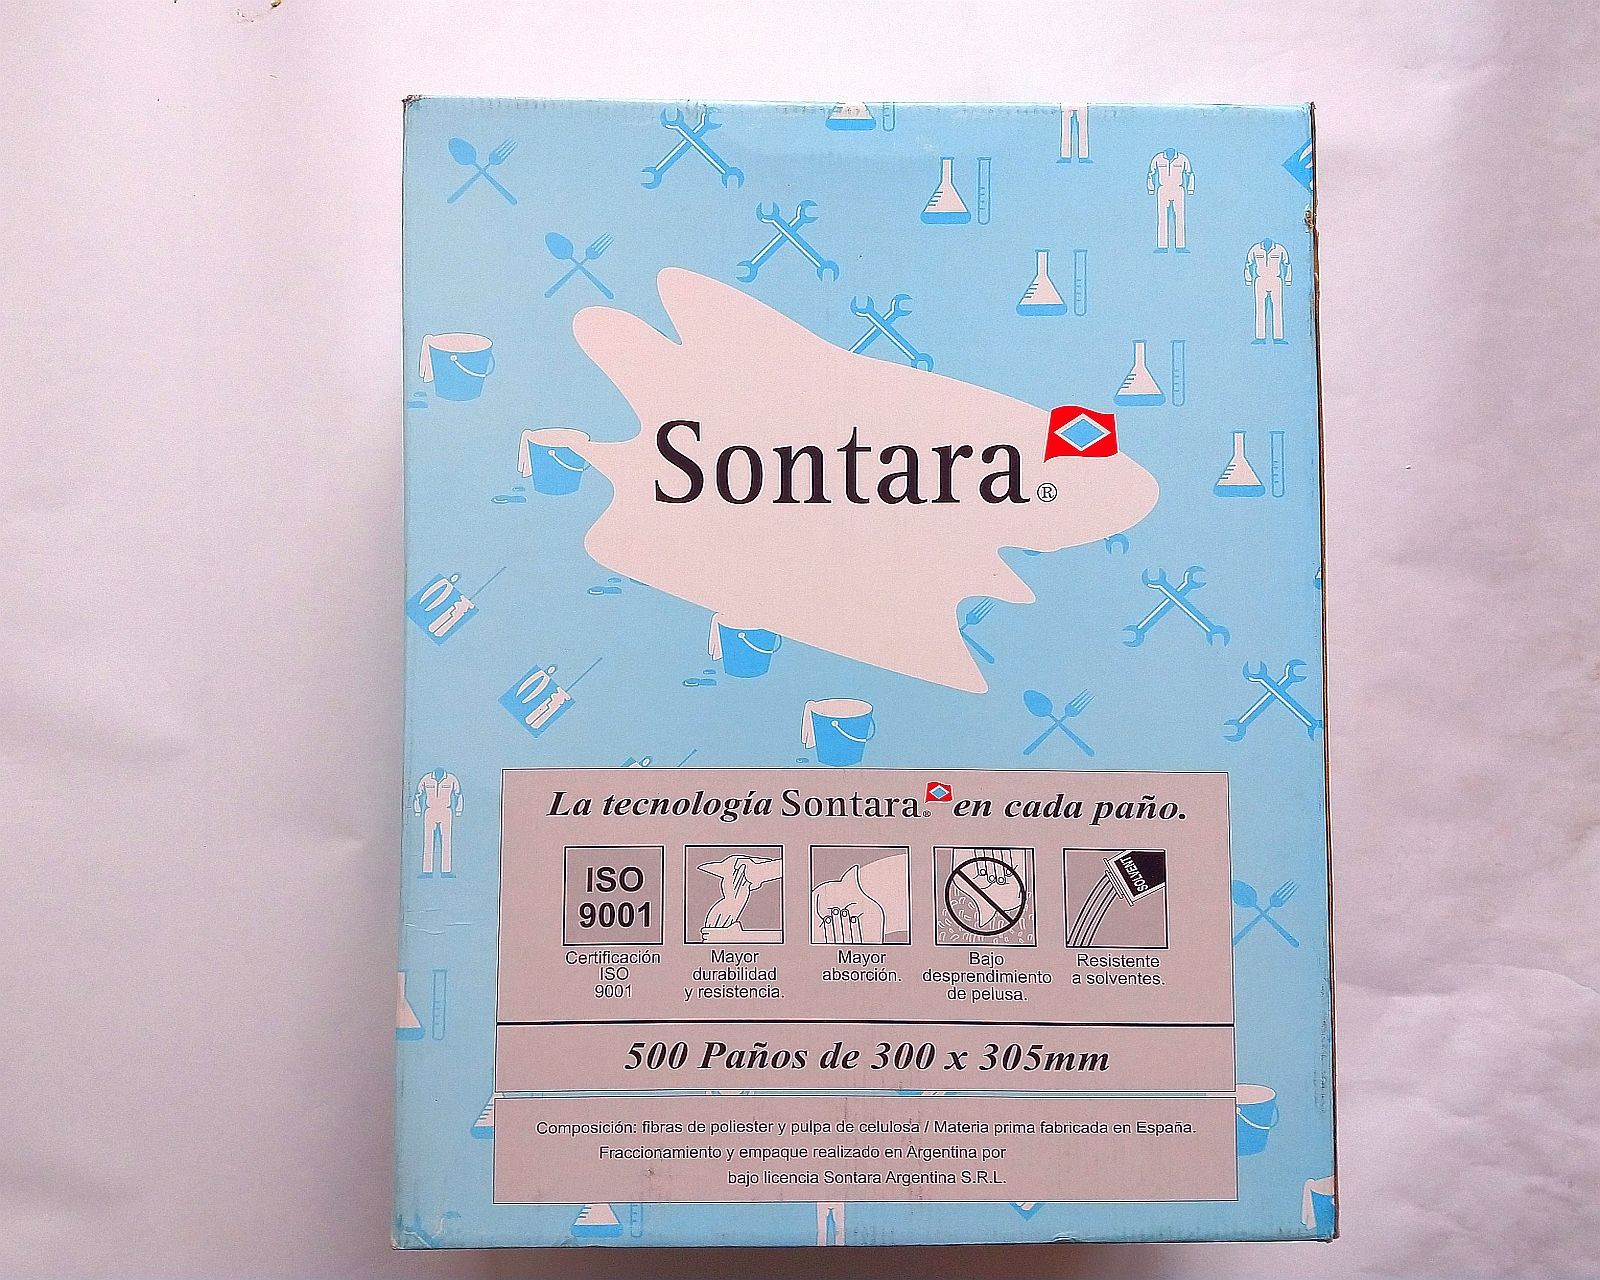 Sontara®
La tecnología Sontara® en cada paño.
ISO
9001
SOLVENT
Certificación
ISO
9001
Mayor
durabilidad
y resistencia.
Mayor
absorción.
Bajo
desprendimiento
de pelusa.
Resistente
a solventes.
500 Paños de 300 x 305mm
Composición: fibras de poliester y pulpa de celulosa / Materia prima fabricada en España.
Fraccionamiento y empaque realizado en Argentina por
bajo licencia Sontara Argentina S.R.L.